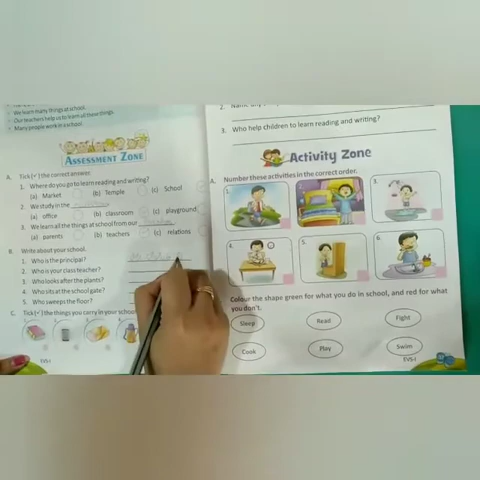 We learn many things at school.
Our teachers help us to learn all these things.
Many people work in a school.
ASSESSMENT ZONE
A. Tick (✓) the correct answer.
1. Where do you go to learn reading and writing?
(a) Market (b) Temple (c) School
2. We study in the
(a) office (b) classroom (c) playground
3. We learn all the things at school from our
(a) parents (b) teachers (c) relations
B. Write about your school.
1. Who is the principal?
2. Who is your class teacher?
3. Who looks after the plants?
4. Who sits at the school gate?
5. Who sweeps the floor?
C. Tick (✓) the things you carry in your
EVS-I
2.
3. Who help children to learn reading and writing?
Activity Zone
A. Number these activities in the correct order.
1. 2. 3.
4. 5. 6.
Colour the shape green for what you do in school, and red for what
you don't.
Sleep Read Fight
Cook Play Swim
EVS-I